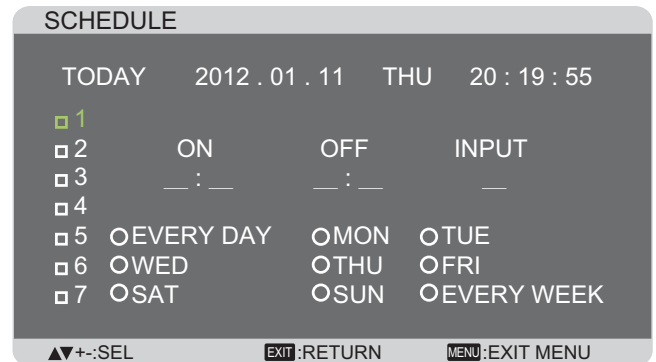 SCHEDULE
TODAY 2012 . 01 . 11 THU 20 : 19 : 55
1
2 ON OFF INPUT
3 __ : __ __ : __ __
4
5 EVERY DAY MON TUE
6 WED THU FRI
7 SAT SUN EVERY WEEK
▲▼+-:SEL EXIT:RETURN MENU:EXIT MENU